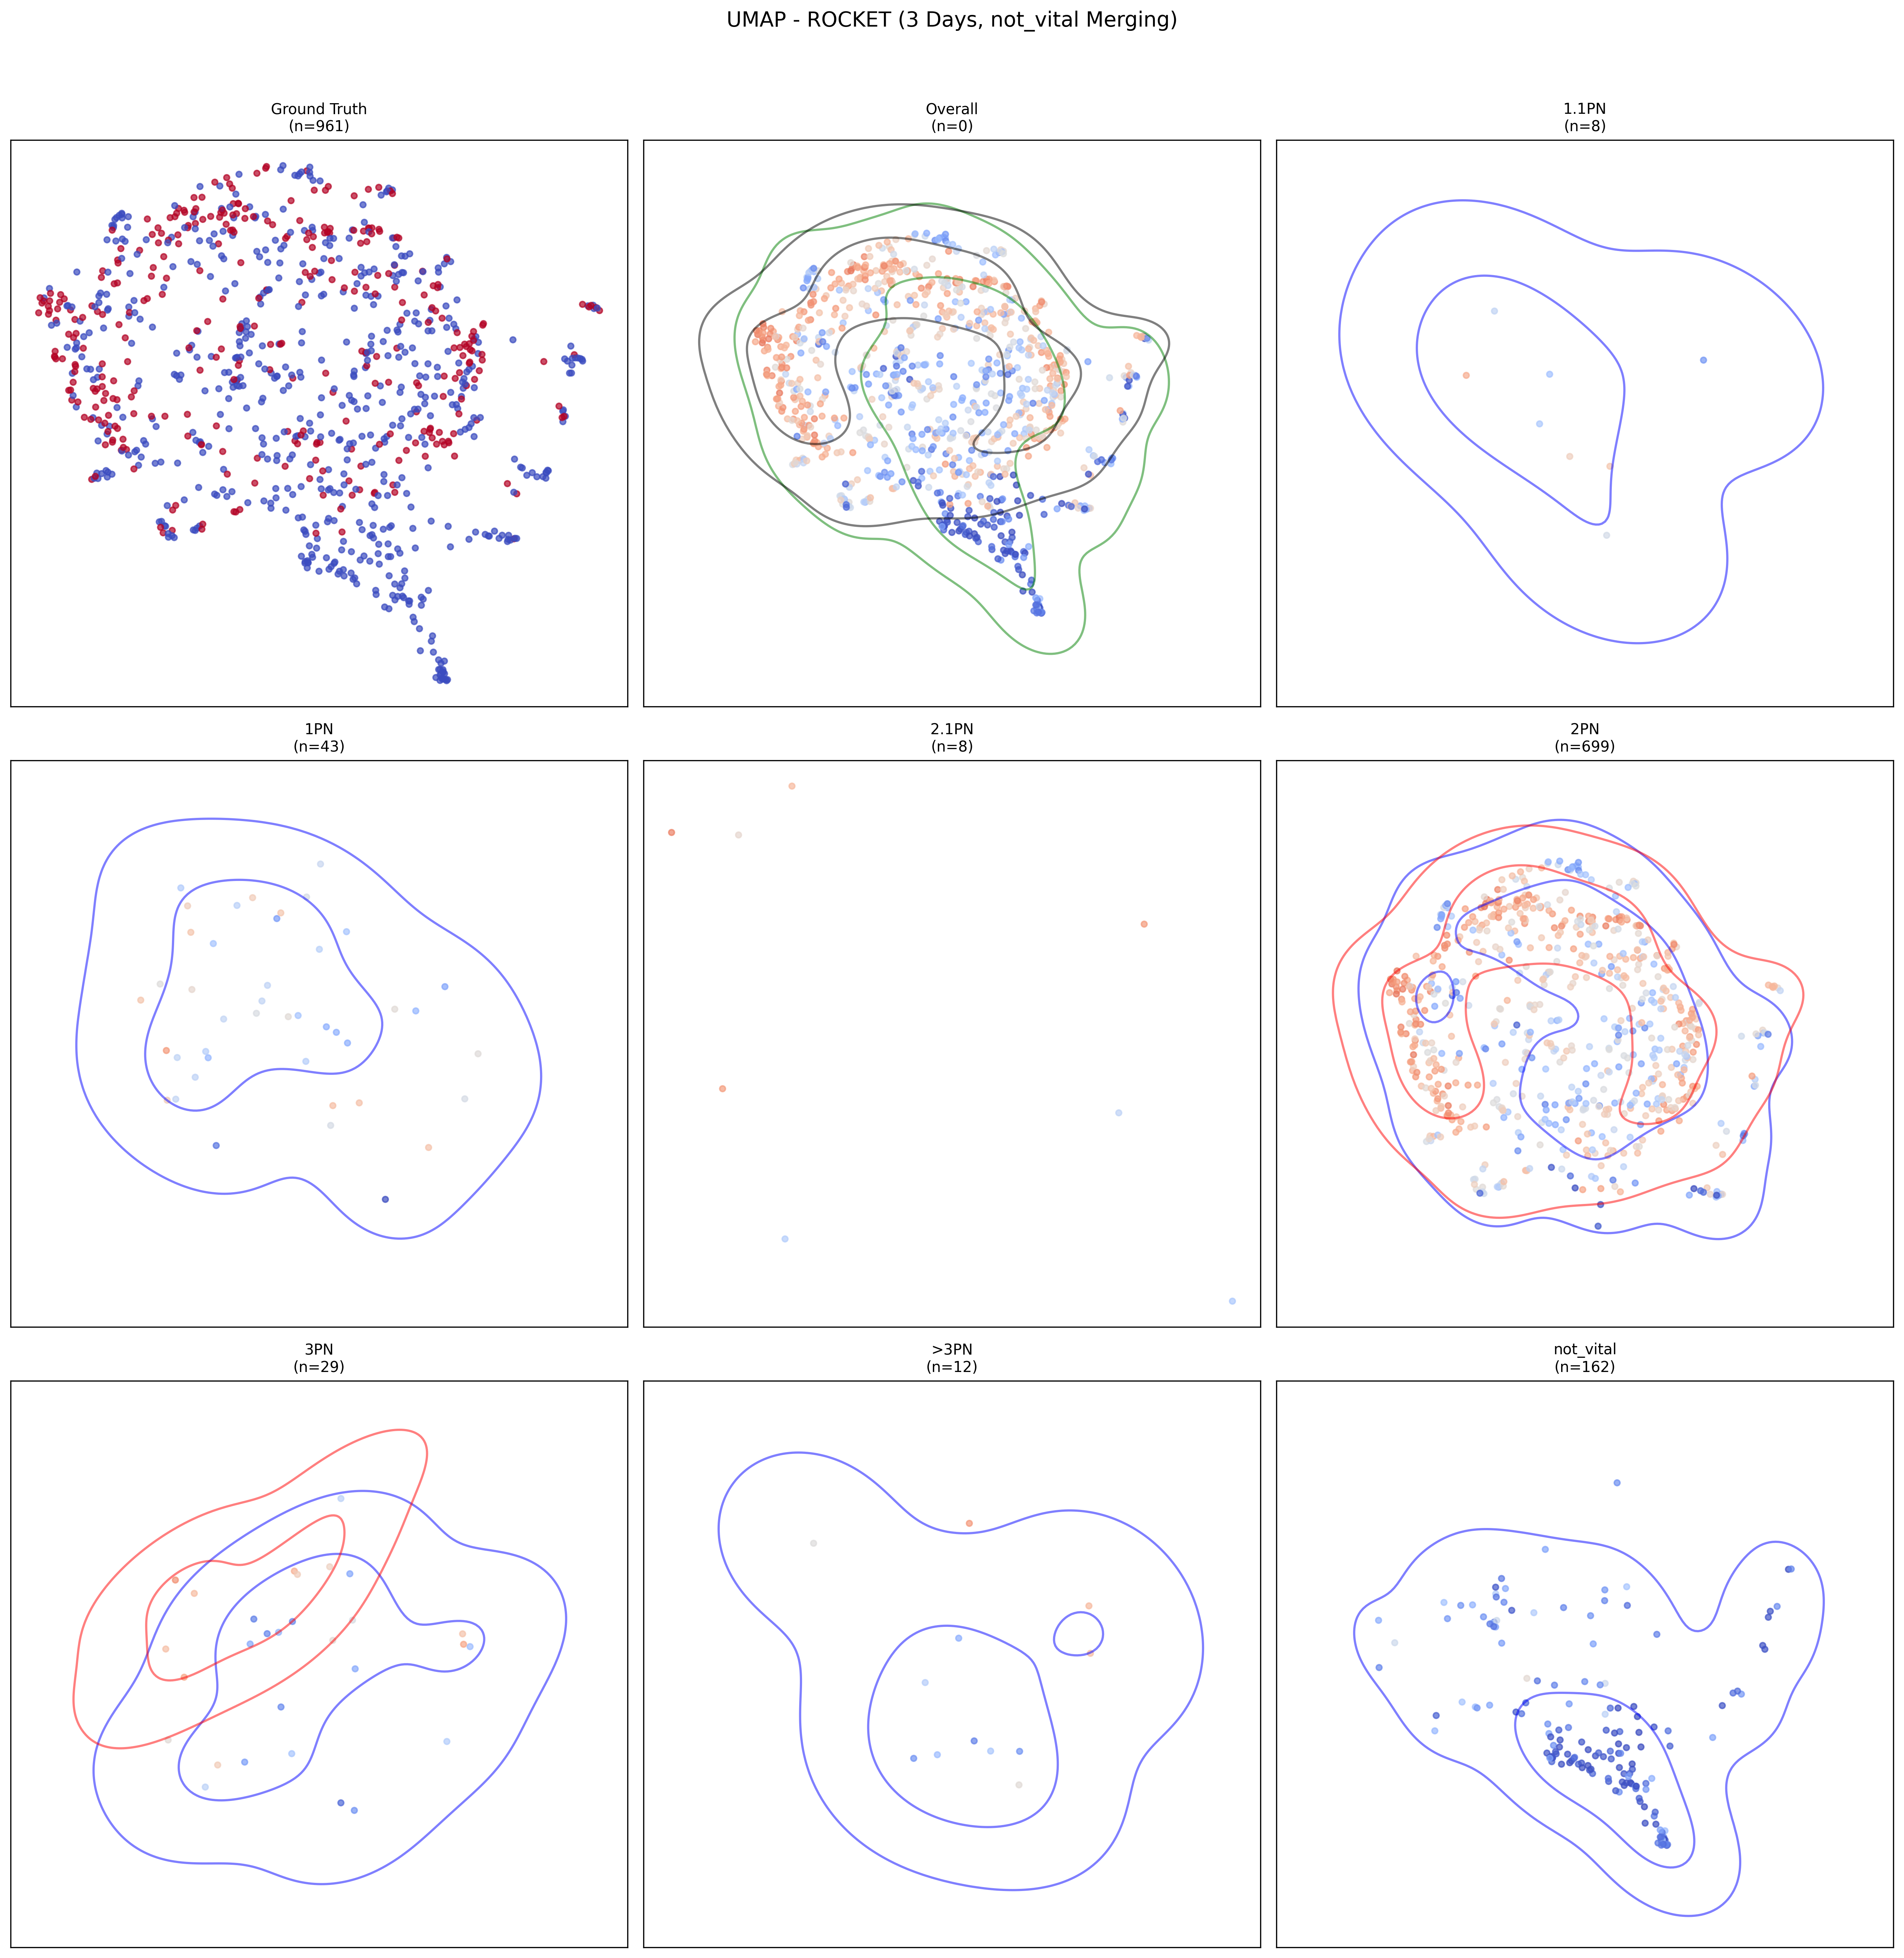 UMAP - ROCKET (3 Days, not_vital Merging)
Ground Truth
(n=961)
Overall
(n=0)
1.1PN
(n=8)
1PN
(n=43)
2.1PN
(n=8)
2PN
(n=699)
3PN
(n=29)
>3PN
(n=12)
not_vital
(n=162)